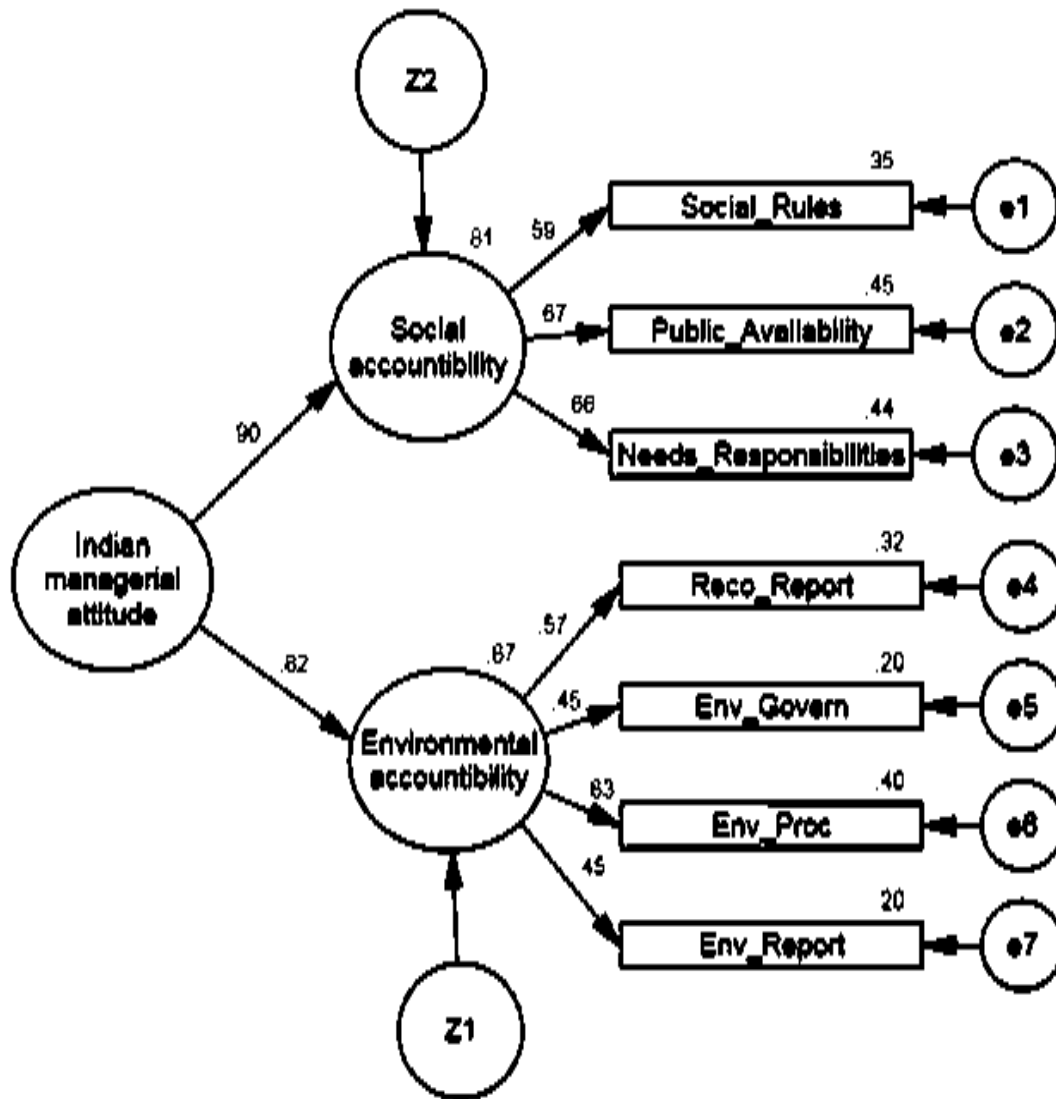 Z2
.35
Social_Rules
e1
.59
.81
.45
Social
accountibility
.67
Public_Availability
e2
.66
.44
Needs_Responsibilities
e3
.90
Indian
managerial
attitude
.32
Reco_Report
e4
.57
.82
.67
.20
.45
Env_Govern
e5
Environmental
accountibility
.63
.40
Env_Proc
e6
.45
.20
Env_Report
e7
Z1